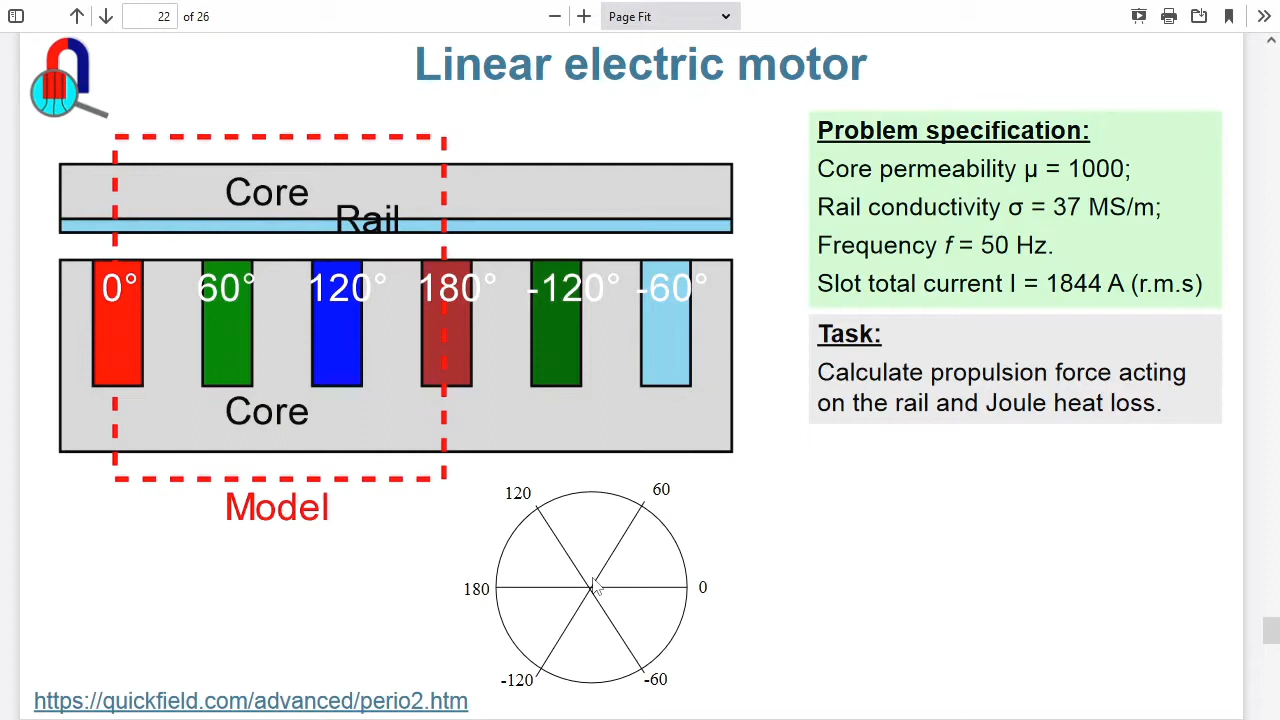 22 of 26
Page Fit
Linear electric motor
Core
Rail
0° 60° 120° 180° -120° -60°
Core
Model
Problem specification:
Core permeability μ = 1000;
Rail conductivity σ = 37 MS/m;
Frequency f = 50 Hz.
Slot total current I = 1844 A (r.m.s)
Task:
Calculate propulsion force acting
on the rail and Joule heat loss.
120 60
180 0
-120 -60
https://quickfield.com/advanced/perio2.htm